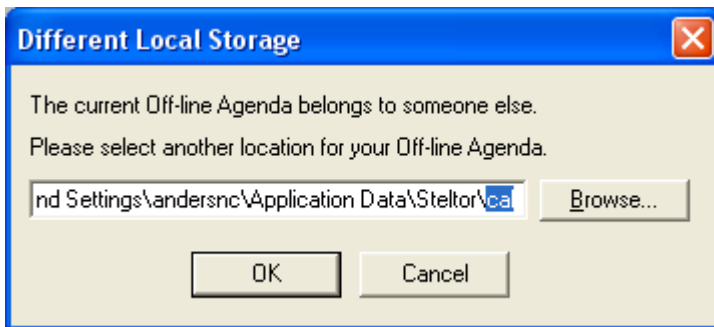 Different Local Storage
The current Off-line Agenda belongs to someone else.
Please select another location for your Off-line Agenda.
nd Settings\andersnc\Application Data\Steltor\cal
Browse...
OK
Cancel